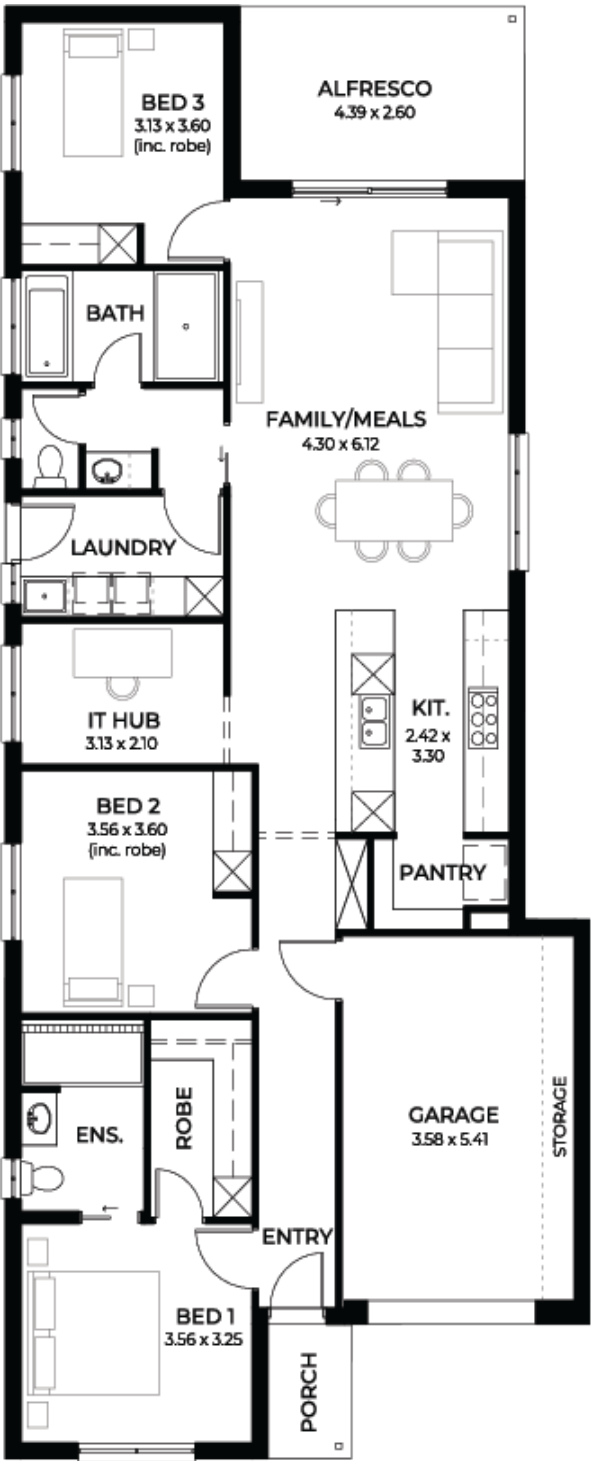 BED 3
3.13 x 3.60
(inc. robe)
ALFRESCO
4.39 x 2.60
BATH
FAMILY/MEALS
4.30 x 6.12
LAUNDRY
IT HUB
3.13 x 2.10
KIT.
2.42 x
3.30
BED 2
3.56 x 3.60
(inc. robe)
PANTRY
ROBE
ENS.
GARAGE
3.58 x 5.41
STORAGE
ENTRY
BED 1
3.56 x 3.25
PORCH